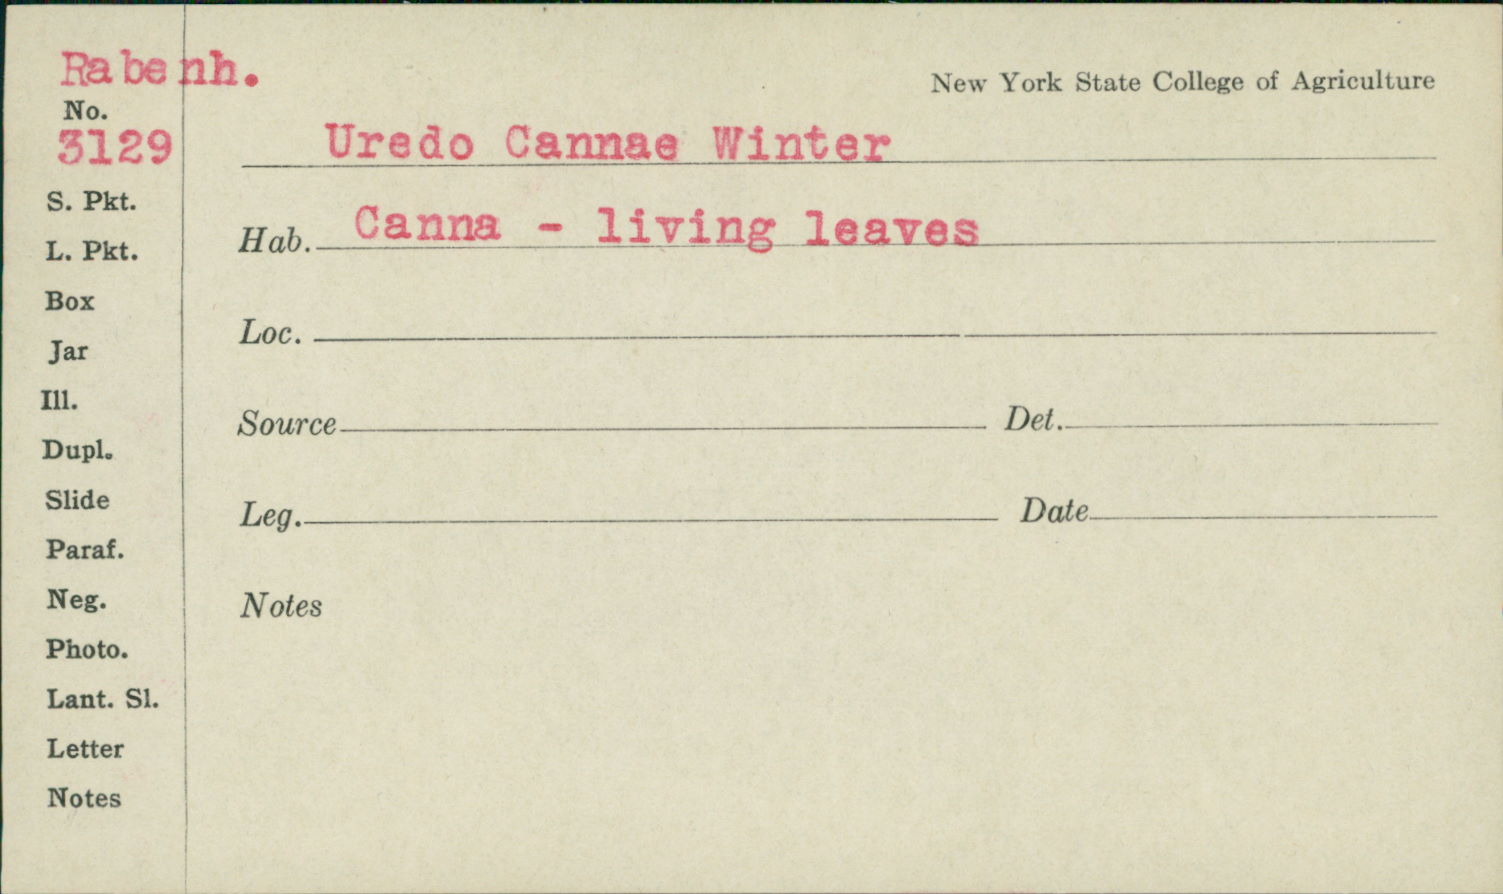 Rabenh.
New York State College of Agriculture
No.
3129
Uredo Cannae Winter
S. Pkt.
Hab. Canna - living leaves
L. Pkt.
Box
Loc.
Jar
Ill.
Source Det.
Dupl.
Slide
Leg. Date
Paraf.
Neg.
Notes
Photo.
Lant. Sl.
Letter
Notes